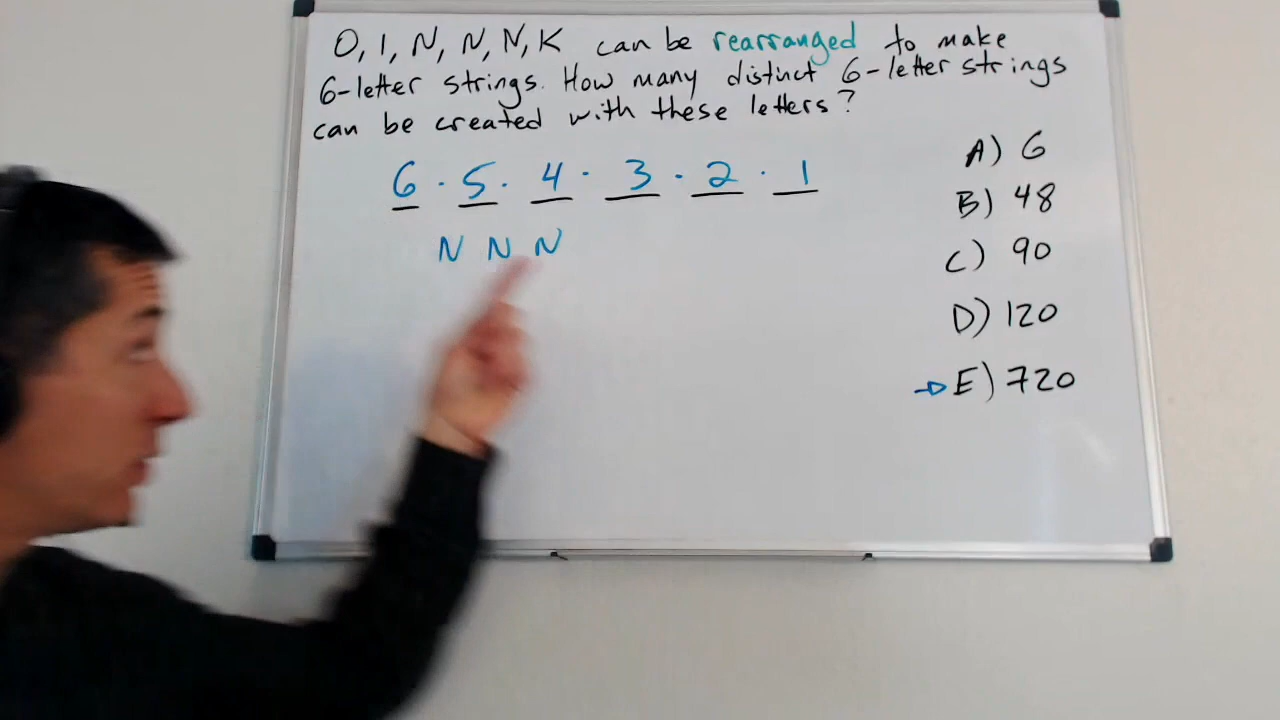 O, I, N, N, N, K can be rearranged to make
6-letter strings. How many distinct 6-letter strings
can be created with these letters?
6 · 5 · 4 · 3 · 2 · 1
N N N
A) 6
B) 48
C) 90
D) 120
→ E) 720